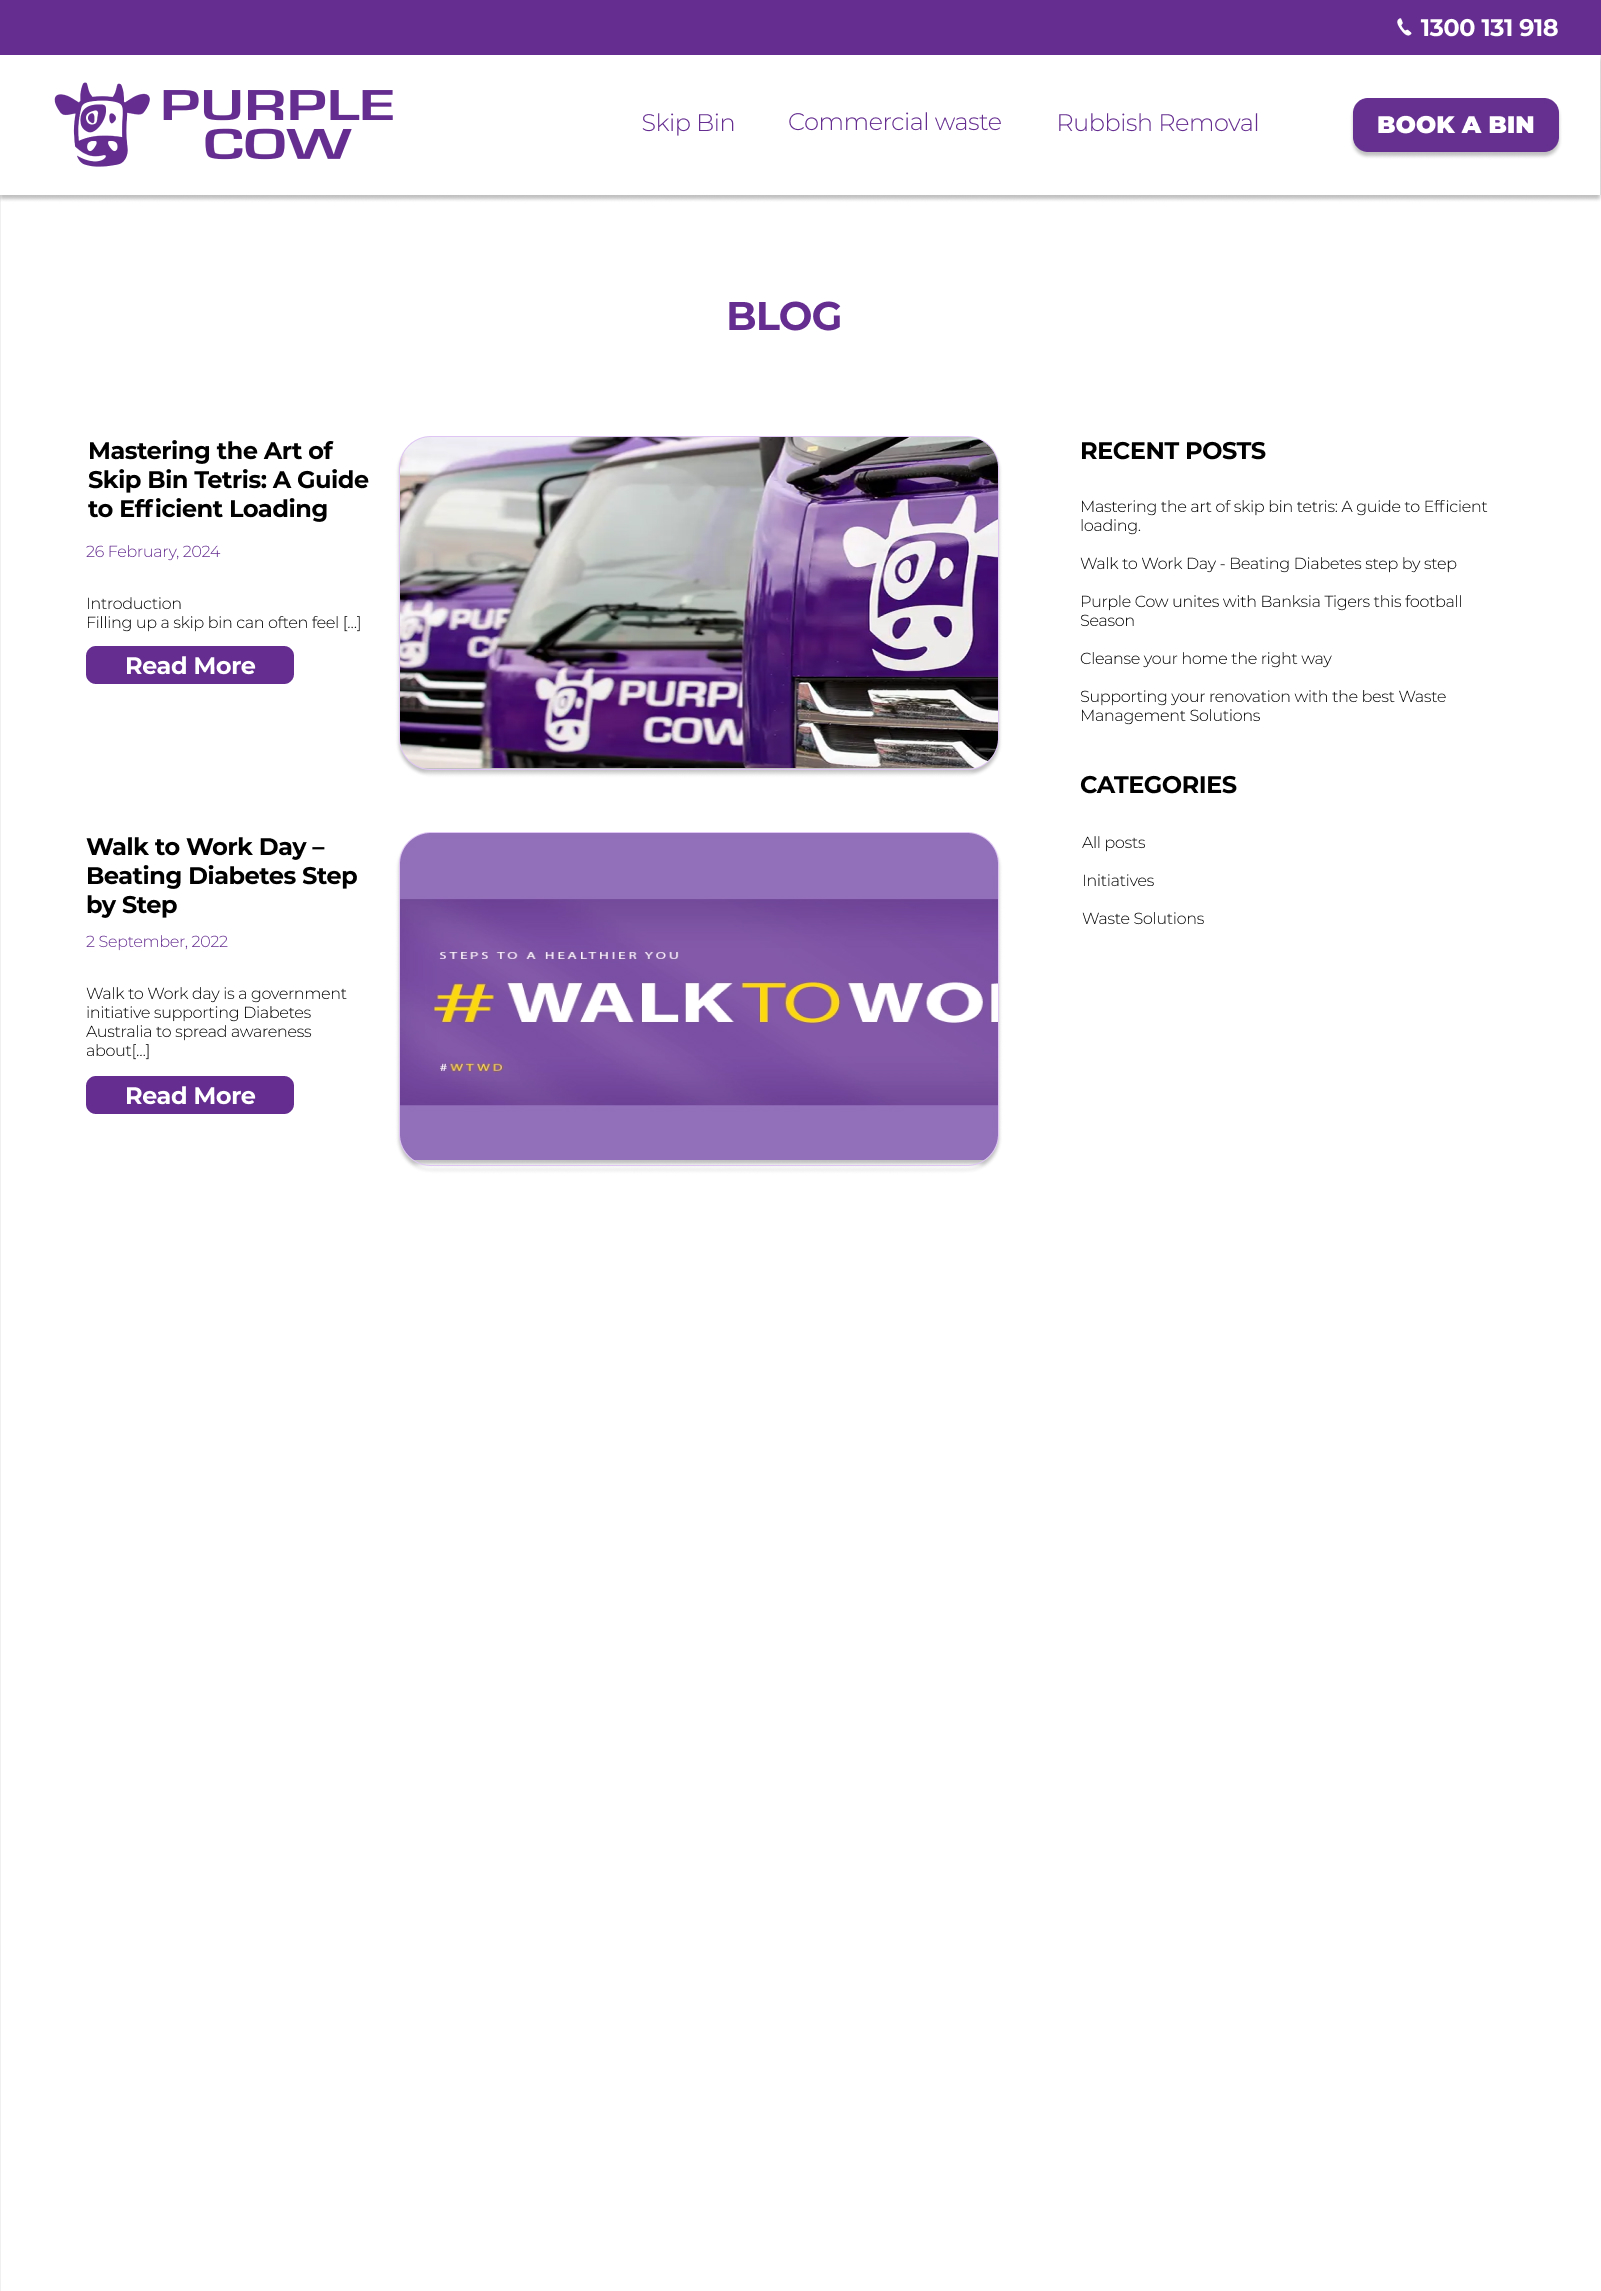 1300 131 918
PURPLE
COW
Skip Bin
Commercial waste
Rubbish Removal
BOOK A BIN
BLOG
Mastering the Art of
Skip Bin Tetris: A Guide
to Efficient Loading
26 February, 2024
Introduction
Filling up a skip bin can often feel [...]
Read More
PUR
C
PURP
COW
Walk to Work Day –
Beating Diabetes Step
by Step
2 September, 2022
Walk to Work day is a government
initiative supporting Diabetes
Australia to spread awareness
about[...]
Read More
STEPS TO A HEALTHIER YOU
# WALK TO WO
#WTWD
RECENT POSTS
Mastering the art of skip bin tetris: A guide to Efficient
loading.
Walk to Work Day - Beating Diabetes step by step
Purple Cow unites with Banksia Tigers this football
Season
Cleanse your home the right way
Supporting your renovation with the best Waste
Management Solutions
CATEGORIES
All posts
Initiatives
Waste Solutions